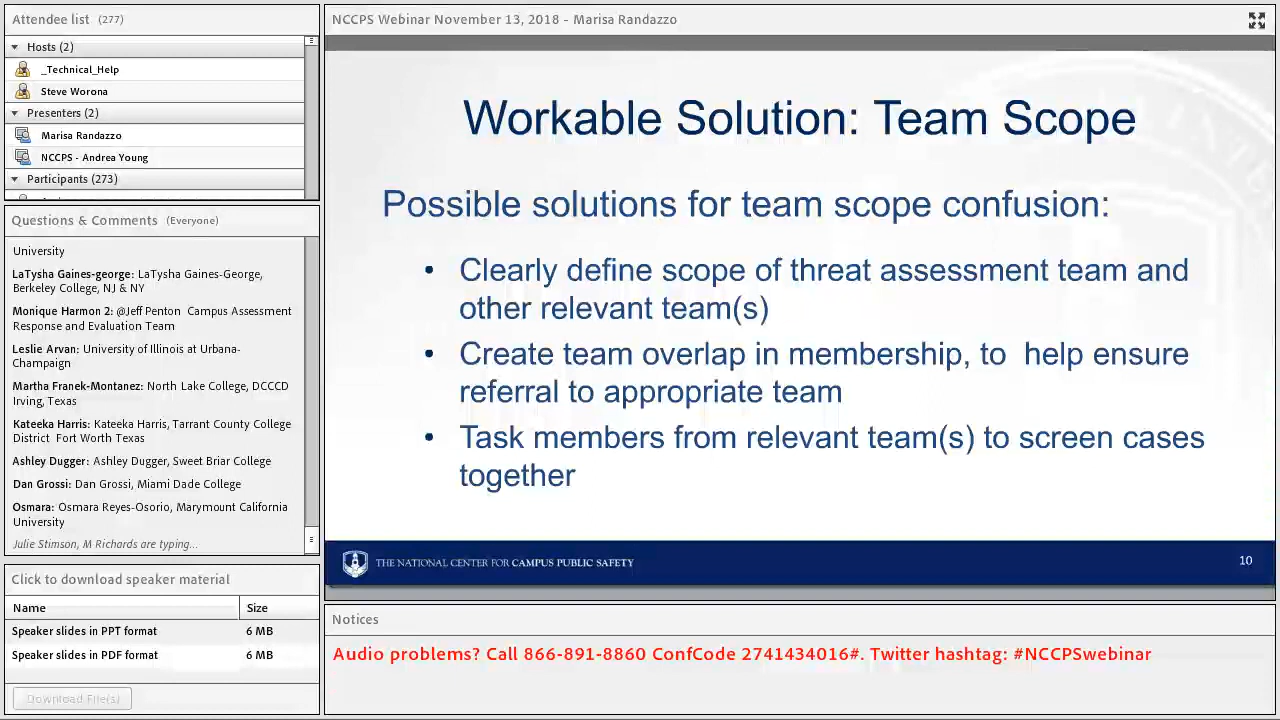 Attendee list (277)
Hosts (2)
_Technical_Help
Steve Worona
Presenters (2)
Marisa Randazzo
NCCPS - Andrea Young
Participants (273)
Questions & Comments (Everyone)
University
LaTysha Gaines-george: LaTysha Gaines-George,
Berkeley College, NJ & NY
Monique Harmon 2: @Jeff Penton Campus Assessment
Response and Evaluation Team
Leslie Arvan: University of Illinois at Urbana-
Champaign
Martha Franek-Montanez: North Lake College, DCCCD
Irving, Texas
Kateeka Harris: Kateeka Harris, Tarrant County College
District Fort Worth Texas
Ashley Dugger: Ashley Dugger, Sweet Briar College
Dan Grossi: Dan Grossi, Miami Dade College
Osmara: Osmara Reyes-Osorio, Marymount California
University
Julie Stimson, M Richards are typing...
Click to download speaker material
Name Size
Speaker slides in PPT format 6 MB
Speaker slides in PDF format 6 MB
Download File(s)
NCCPS Webinar November 13, 2018 - Marisa Randazzo
Workable Solution: Team Scope
Possible solutions for team scope confusion:
• Clearly define scope of threat assessment team and
other relevant team(s)
• Create team overlap in membership, to help ensure
referral to appropriate team
• Task members from relevant team(s) to screen cases
together
THE NATIONAL CENTER FOR CAMPUS PUBLIC SAFETY
10
Notices
Audio problems? Call 866-891-8860 ConfCode 2741434016#. Twitter hashtag: #NCCPSwebinar